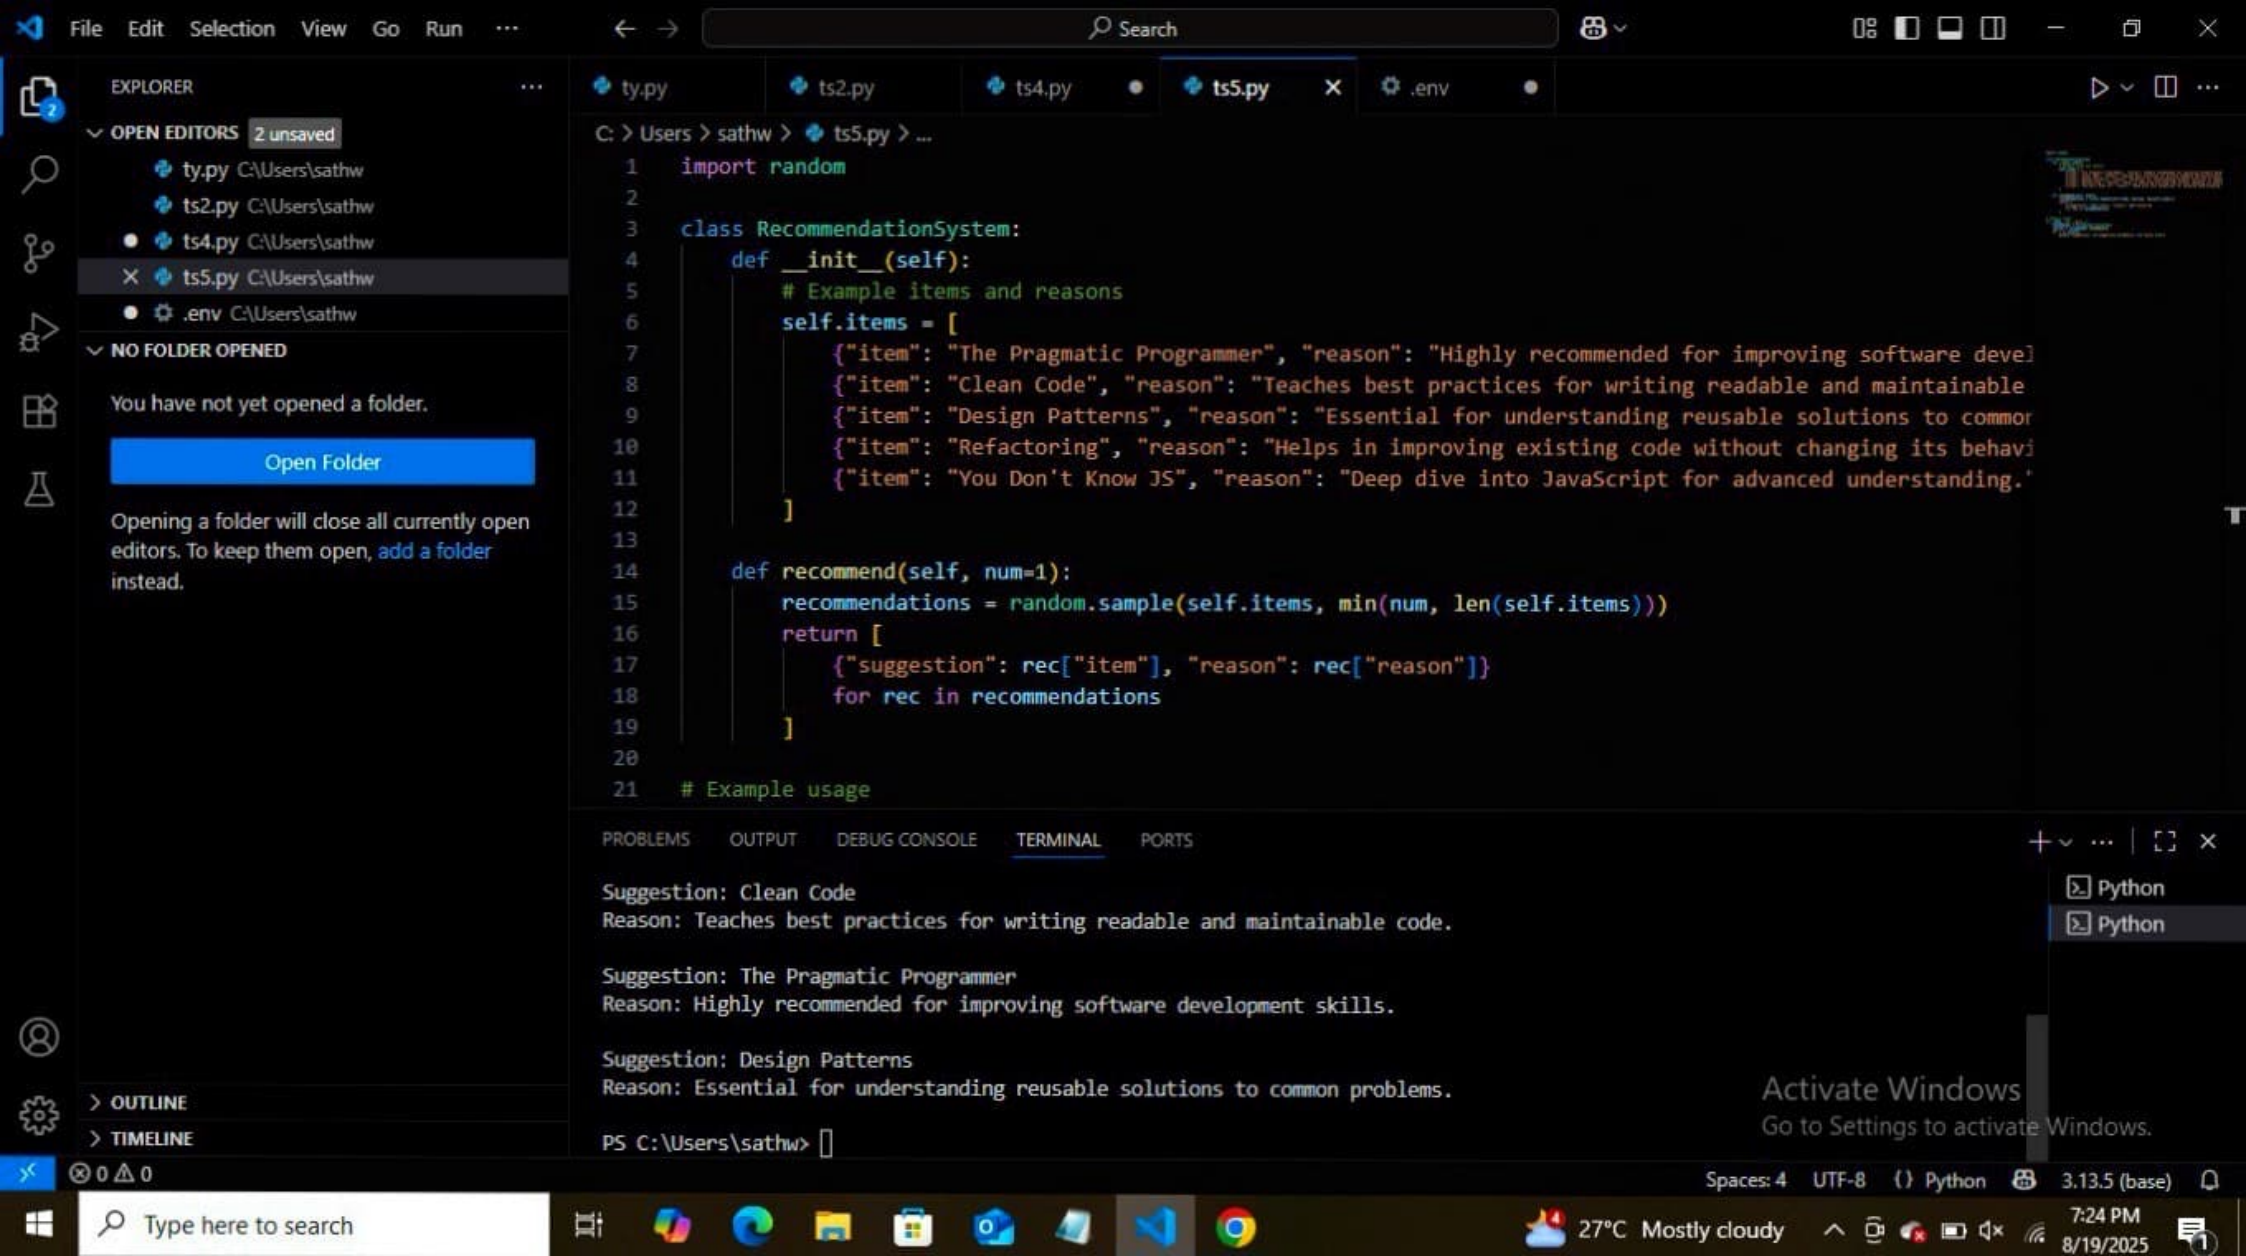 File Edit Selection View Go Run ...
Search
EXPLORER ...
OPEN EDITORS 2 unsaved
ty.py C:\Users\sathw
ts2.py C:\Users\sathw
ts4.py C:\Users\sathw
ts5.py C:\Users\sathw
.env C:\Users\sathw
NO FOLDER OPENED
You have not yet opened a folder.
Open Folder
Opening a folder will close all currently open
editors. To keep them open, add a folder
instead.
OUTLINE
TIMELINE
2
ty.py ts2.py ts4.py ts5.py .env
C: > Users > sathw > ts5.py > ...
1 import random
2
3 class RecommendationSystem:
4 def __init__(self):
5 # Example items and reasons
6 self.items = [
7 {"item": "The Pragmatic Programmer", "reason": "Highly recommended for improving software devel
8 {"item": "Clean Code", "reason": "Teaches best practices for writing readable and maintainable
9 {"item": "Design Patterns", "reason": "Essential for understanding reusable solutions to common
10 {"item": "Refactoring", "reason": "Helps in improving existing code without changing its behavi
11 {"item": "You Don't Know JS", "reason": "Deep dive into JavaScript for advanced understanding."
12 ]
13
14 def recommend(self, num=1):
15 recommendations = random.sample(self.items, min(num, len(self.items)))
16 return [
17 {"suggestion": rec["item"], "reason": rec["reason"]}
18 for rec in recommendations
19 ]
20
21 # Example usage
PROBLEMS OUTPUT DEBUG CONSOLE TERMINAL PORTS
Suggestion: Clean Code
Reason: Teaches best practices for writing readable and maintainable code.
Suggestion: The Pragmatic Programmer
Reason: Highly recommended for improving software development skills.
Suggestion: Design Patterns
Reason: Essential for understanding reusable solutions to common problems.
PS C:\Users\sathw>
Python
Python
Activate Windows
Go to Settings to activate Windows.
0 0
Spaces: 4 UTF-8 {} Python 3.13.5 (base)
Type here to search
4
27°C Mostly cloudy
7:24 PM
8/19/2025
1